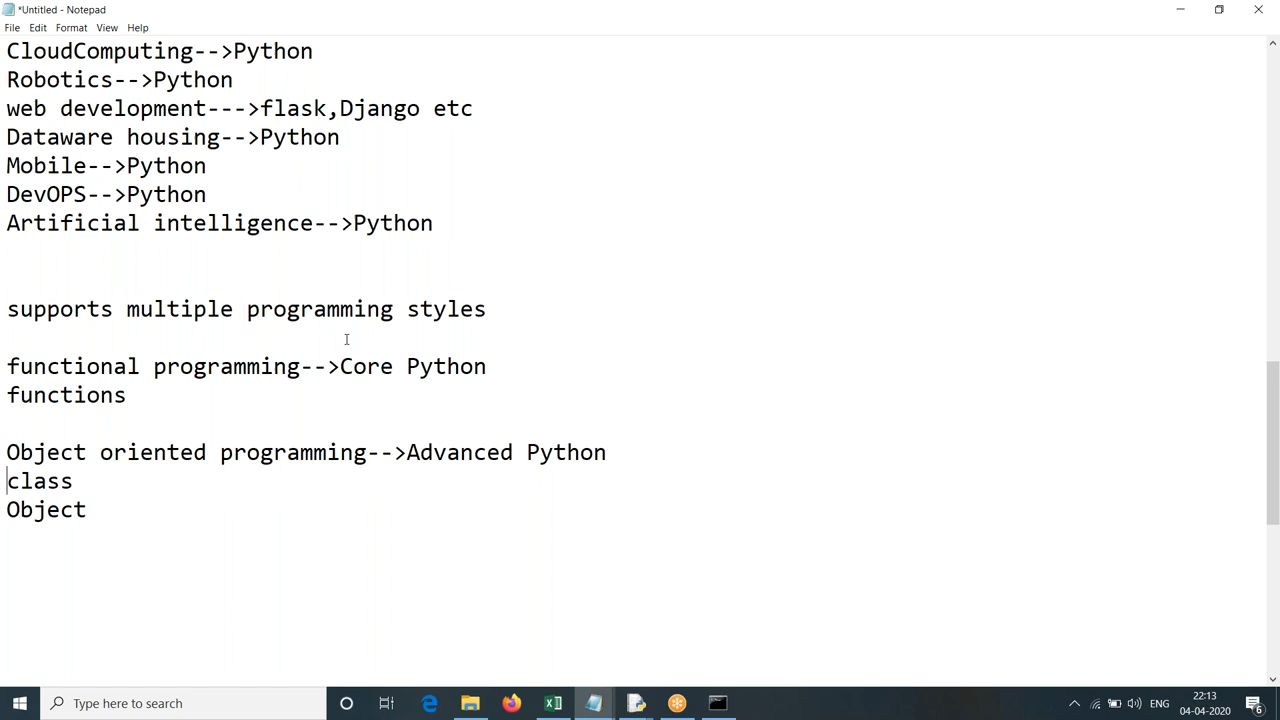 *Untitled - Notepad
File Edit Format View Help
CloudComputing-->Python
Robotics-->Python
web development--->flask,Django etc
Dataware housing-->Python
Mobile-->Python
DevOPS-->Python
Artificial intelligence-->Python
supports multiple programming styles
functional programming-->Core Python
functions
Object oriented programming-->Advanced Python
class
Object
Type here to search
ENG
22:13
04-04-2020
6